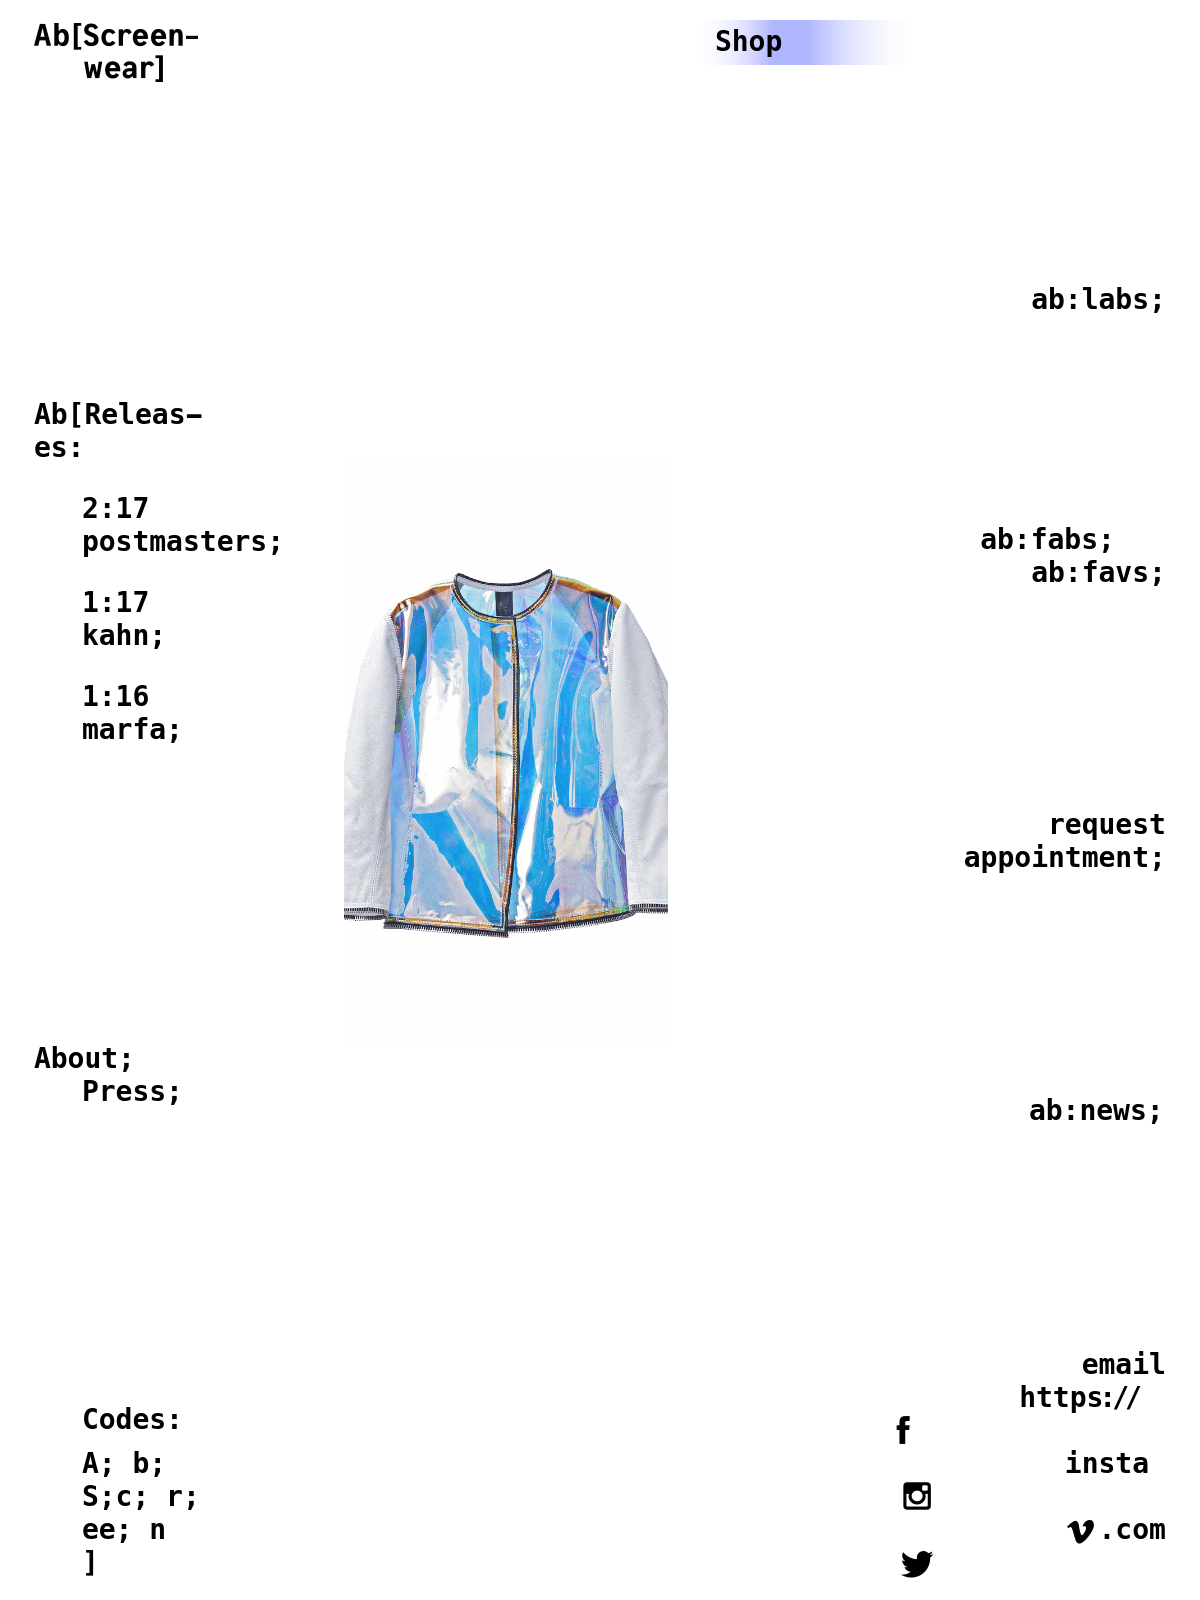 Ab[Screen–
wear]
Shop
ab:labs;
Ab[Releas–
es:
2:17
postmasters;
1:17
kahn;
1:16
marfa;
ab:fabs;
ab:favs;
request
appointment;
About;
Press;
ab:news;
email
https://
Codes:
A; b;
S;c; r;
ee; n
]
insta
.com